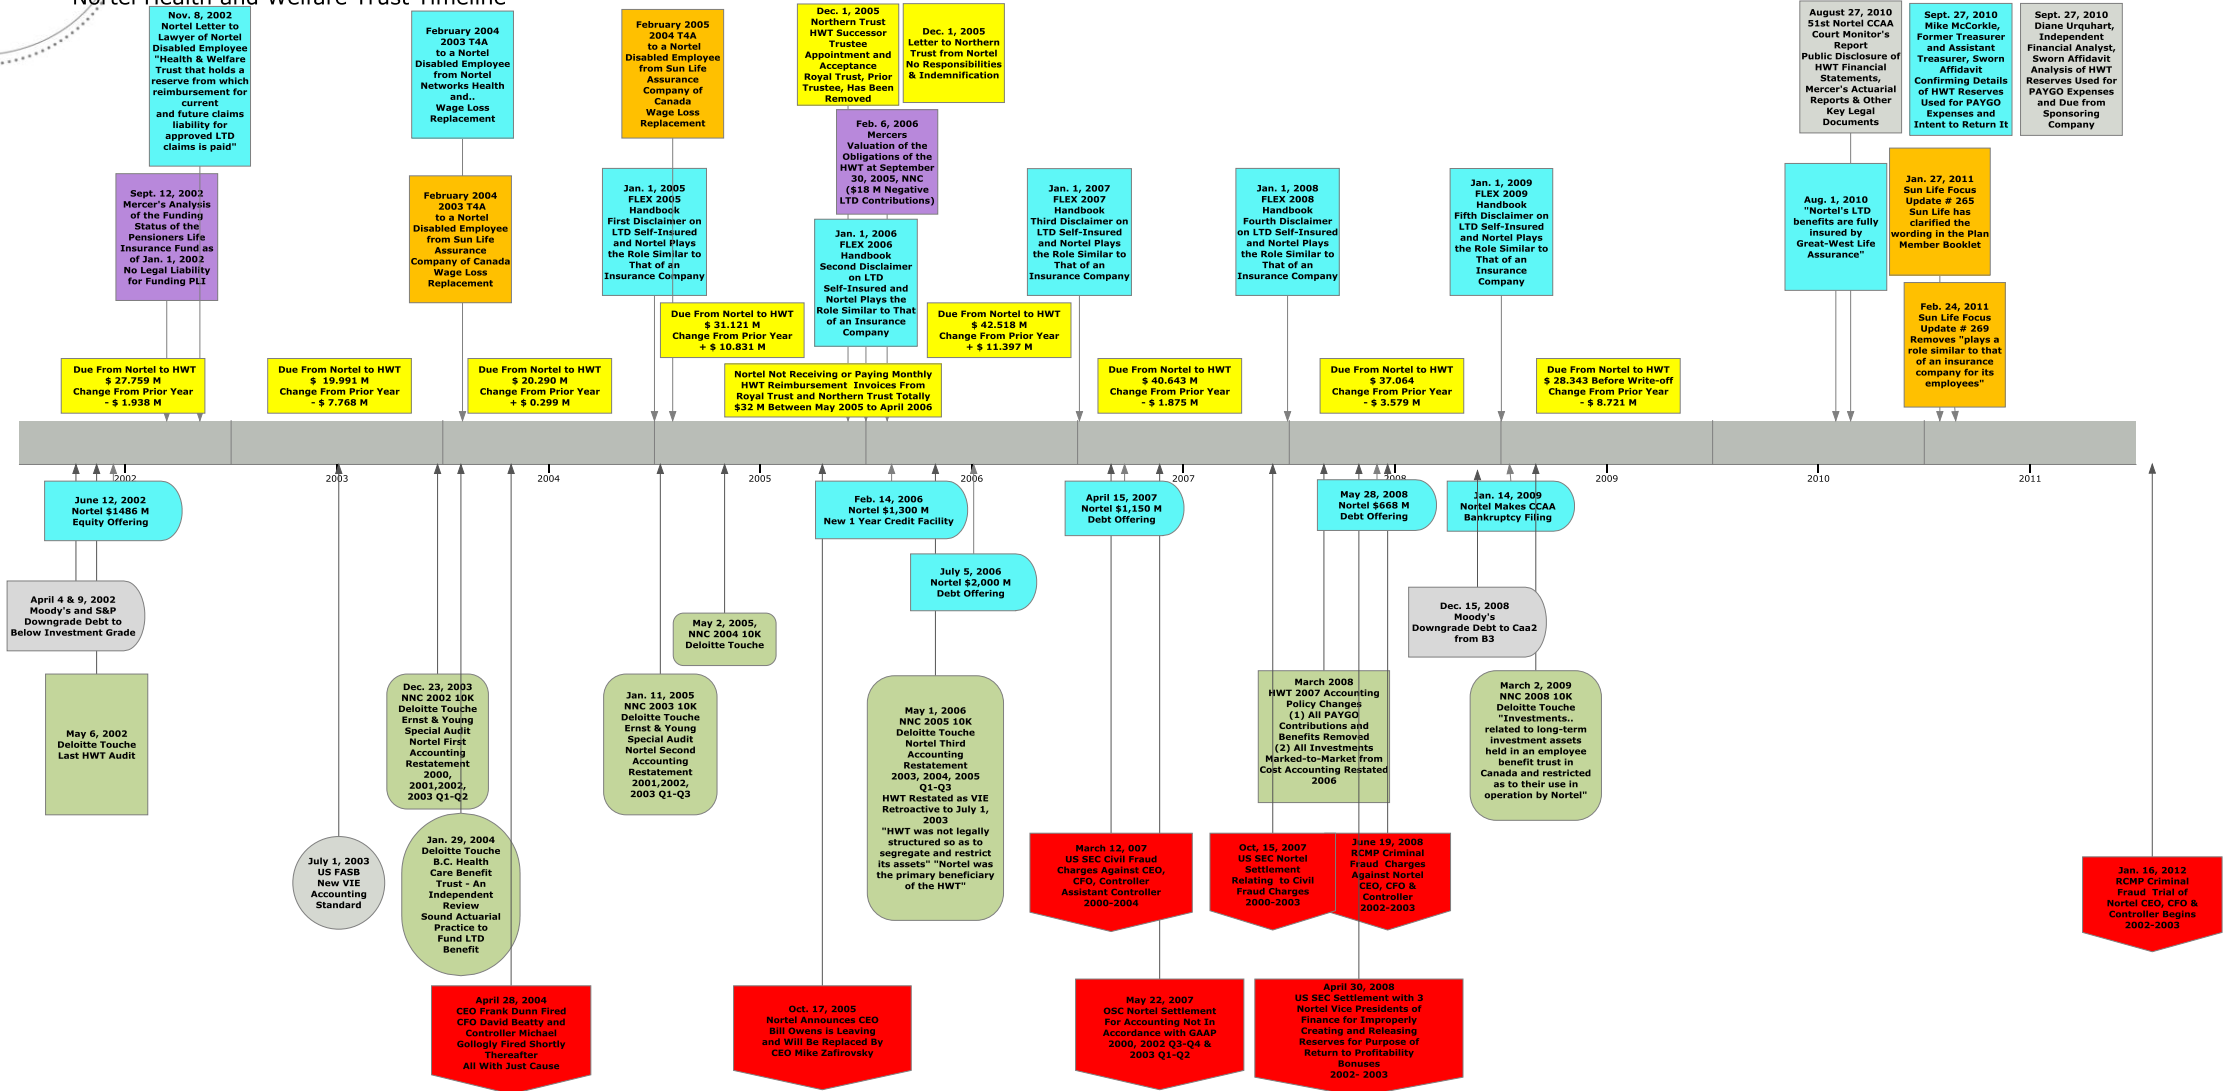 Nortel Health and Welfare Trust Timeline
Nov. 8, 2002
Nortel Letter to
Lawyer of Nortel
Disabled Employee
"Health & Welfare
Trust that holds a
reserve from which
reimbursement for
current
and future claims
liability for
approved LTD
claims is paid"
February 2004
2003 T4A
to a Nortel
Disabled Employee
from Nortel
Networks Health
and..
Wage Loss
Replacement
February 2005
2004 T4A
to a Nortel
Disabled Employee
from Sun Life
Assurance
Company of
Canada
Wage Loss
Replacement
Dec. 1, 2005
Northern Trust
HWT Successor
Trustee
Appointment and
Acceptance
Royal Trust, Prior
Trustee, Has Been
Removed
Dec. 1, 2005
Letter to Northern
Trust from Nortel
No Responsibilities
& Indemnification
August 27, 2010
51st Nortel CCAA
Court Monitor's
Report
Public Disclosure of
HWT Financial
Statements,
Mercer's Actuarial
Reports & Other
Key Legal
Documents
Sept. 27, 2010
Mike McCorkle,
Former Treasurer
and Assistant
Treasurer, Sworn
Affidavit
Confirming Details
of HWT Reserves
Used for PAYGO
Expenses and
Intent to Return It
Sept. 27, 2010
Diane Urquhart,
Independent
Financial Analyst,
Sworn Affidavit
Analysis of HWT
Reserves Used for
PAYGO Expenses
and Due from
Sponsoring
Company
Sept. 12, 2002
Mercer's Analysis
of the Funding
Status of the
Pensioners Life
Insurance Fund as
of Jan. 1, 2002
No Legal Liability
for Funding PLI
February 2004
2003 T4A
to a Nortel
Disabled Employee
from Sun Life
Assurance
Company of Canada
Wage Loss
Replacement
Jan. 1, 2005
FLEX 2005
Handbook
First Disclaimer on
LTD Self-Insured
and Nortel Plays
the Role Similar to
That of an
Insurance Company
Feb. 6, 2006
Mercers
Valuation of the
Obligations of the
HWT at September
30, 2005, NNC
($18 M Negative
LTD Contributions)
Jan. 1, 2006
FLEX 2006
Handbook
Second Disclaimer
on LTD
Self-Insured and
Nortel Plays the
Role Similar to That
of an Insurance
Company
Jan. 1, 2007
FLEX 2007
Handbook
Third Disclaimer on
LTD Self-Insured
and Nortel Plays
the Role Similar to
That of an
Insurance Company
Jan. 1, 2008
FLEX 2008
Handbook
Fourth Disclaimer
on LTD Self-Insured
and Nortel Plays
the Role Similar to
That of an
Insurance Company
Jan. 1, 2009
FLEX 2009
Handbook
Fifth Disclaimer on
LTD Self-Insured
and Nortel Plays
the Role Similar to
That of an
Insurance
Company
Aug. 1, 2010
"Nortel's LTD
benefits are fully
insured by
Great-West Life
Assurance"
Jan. 27, 2011
Sun Life Focus
Update # 265
Sun Life has
clarified the
wording in the Plan
Member Booklet
Feb. 24, 2011
Sun Life Focus
Update # 269
Removes "plays a
role similar to that
of an insurance
company for its
employees"
Due From Nortel to HWT
$ 27.759 M
Change From Prior Year
- $ 1.938 M
Due From Nortel to HWT
$ 19.991 M
Change From Prior Year
- $ 7.768 M
Due From Nortel to HWT
$ 20.290 M
Change From Prior Year
+ $ 0.299 M
Due From Nortel to HWT
$ 31.121 M
Change From Prior Year
+ $ 10.831 M
Nortel Not Receiving or Paying Monthly
HWT Reimbursement Invoices From
Royal Trust and Northern Trust Totally
$32 M Between May 2005 to April 2006
Due From Nortel to HWT
$ 42.518 M
Change From Prior Year
+ $ 11.397 M
Due From Nortel to HWT
$ 40.643 M
Change From Prior Year
- $ 1.875 M
Due From Nortel to HWT
$ 37.064
Change From Prior Year
- $ 3.579 M
Due From Nortel to HWT
$ 28.343 Before Write-off
Change From Prior Year
- $ 8.721 M
2002
2003
2004
2005
2006
2007
2008
2009
2010
2011
June 12, 2002
Nortel $1486 M
Equity Offering
Feb. 14, 2006
Nortel $1,300 M
New 1 Year Credit Facility
April 15, 2007
Nortel $1,150 M
Debt Offering
May 28, 2008
Nortel $668 M
Debt Offering
Jan. 14, 2009
Nortel Makes CCAA
Bankruptcy Filing
July 5, 2006
Nortel $2,000 M
Debt Offering
April 4 & 9, 2002
Moody's and S&P
Downgrade Debt to
Below Investment Grade
Dec. 15, 2008
Moody's
Downgrade Debt to Caa2
from B3
May 2, 2005,
NNC 2004 10K
Deloitte Touche
May 6, 2002
Deloitte Touche
Last HWT Audit
Dec. 23, 2003
NNC 2002 10K
Deloitte Touche
Ernst & Young
Special Audit
Nortel First
Accounting
Restatement
2000,
2001,2002,
2003 Q1-Q2
Jan. 11, 2005
NNC 2003 10K
Deloitte Touche
Ernst & Young
Special Audit
Nortel Second
Accounting
Restatement
2001,2002,
2003 Q1-Q3
May 1, 2006
NNC 2005 10K
Deloitte Touche
Nortel Third
Accounting
Restatement
2003, 2004, 2005
Q1-Q3
HWT Restated as VIE
Retroactive to July 1,
2003
"HWT was not legally
structured so as to
segregate and restrict
its assets" "Nortel was
the primary beneficiary
of the HWT"
March 2008
HWT 2007 Accounting
Policy Changes
(1) All PAYGO
Contributions and
Benefits Removed
(2) All Investments
Marked-to-Market from
Cost Accounting Restated
2006
March 2, 2009
NNC 2008 10K
Deloitte Touche
"Investments..
related to long-term
investment assets
held in an employee
benefit trust in
Canada and restricted
as to their use in
operation by Nortel"
July 1, 2003
US FASB
New VIE
Accounting
Standard
Jan. 29, 2004
Deloitte Touche
B.C. Health
Care Benefit
Trust - An
Independent
Review
Sound Actuarial
Practice to
Fund LTD
Benefit
March 12, 007
US SEC Civil Fraud
Charges Against CEO,
CFO, Controller
Assistant Controller
2000-2004
Oct, 15, 2007
US SEC Nortel
Settlement
Relating to Civil
Fraud Charges
2000-2003
June 19, 2008
RCMP Criminal
Fraud Charges
Against Nortel
CEO, CFO &
Controller
2002-2003
Jan. 16, 2012
RCMP Criminal
Fraud Trial of
Nortel CEO, CFO &
Controller Begins
2002-2003
April 28, 2004
CEO Frank Dunn Fired
CFO David Beatty and
Controller Michael
Gollogly Fired Shortly
Thereafter
All With Just Cause
Oct. 17, 2005
Nortel Announces CEO
Bill Owens is Leaving
and Will Be Replaced By
CEO Mike Zafirovsky
May 22, 2007
OSC Nortel Settlement
For Accounting Not In
Accordance with GAAP
2000, 2002 Q3-Q4 &
2003 Q1-Q2
April 30, 2008
US SEC Settlement with 3
Nortel Vice Presidents of
Finance for Improperly
Creating and Releasing
Reserves for Purpose of
Return to Profitability
Bonuses
2002- 2003